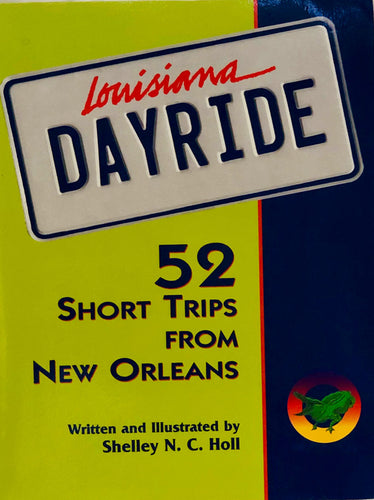 Louisiana
DAYRIDE
52
SHORT TRIPS
FROM
NEW ORLEANS
Written and Illustrated by
Shelley N. C. Holl